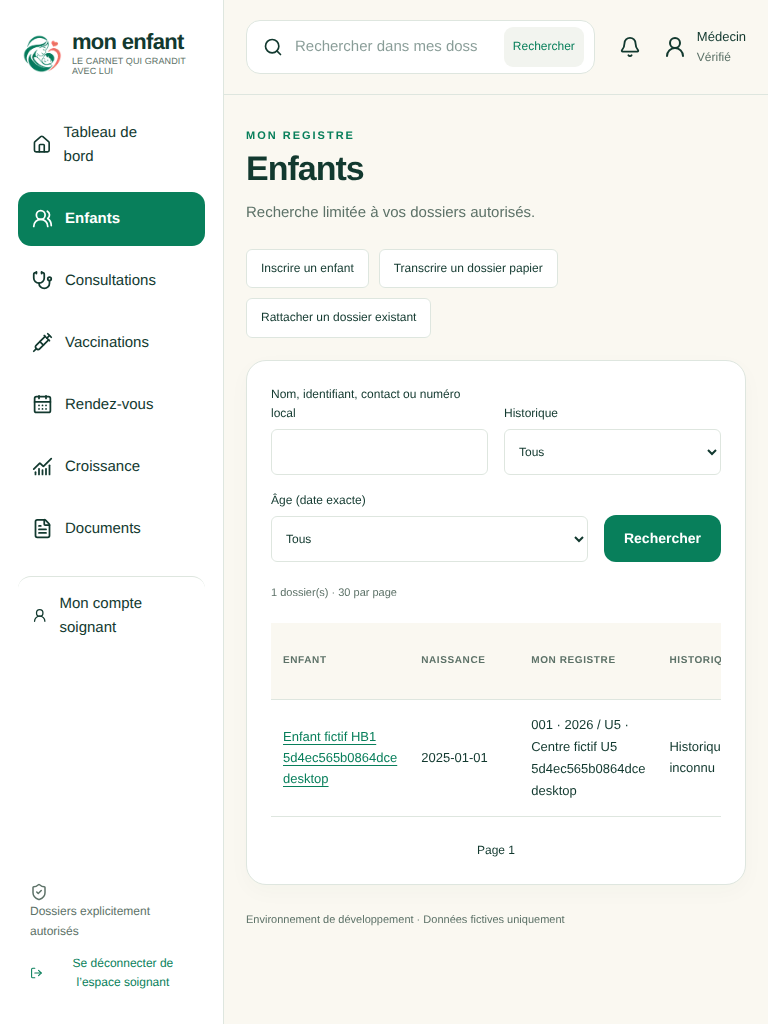 mon enfant
LE CARNET QUI GRANDIT
AVEC LUI
Tableau de
bord
Enfants
Consultations
Vaccinations
Rendez-vous
Croissance
Documents
Mon compte
soignant
Dossiers explicitement
autorisés
Se déconnecter de
l'espace soignant
Rechercher dans mes doss
Rechercher
Médecin
Vérifié
MON REGISTRE
Enfants
Recherche limitée à vos dossiers autorisés.
Inscrire un enfant
Transcrire un dossier papier
Rattacher un dossier existant
Nom, identifiant, contact ou numéro
local
Historique
Tous
Âge (date exacte)
Tous
Rechercher
1 dossier(s) · 30 par page
ENFANT NAISSANCE MON REGISTRE HISTORIQ
Enfant fictif HB1
5d4ec565b0864dce
desktop
2025-01-01
001 · 2026 / U5 ·
Centre fictif U5
5d4ec565b0864dce
desktop
Historiqu
inconnu
Page 1
Environnement de développement · Données fictives uniquement